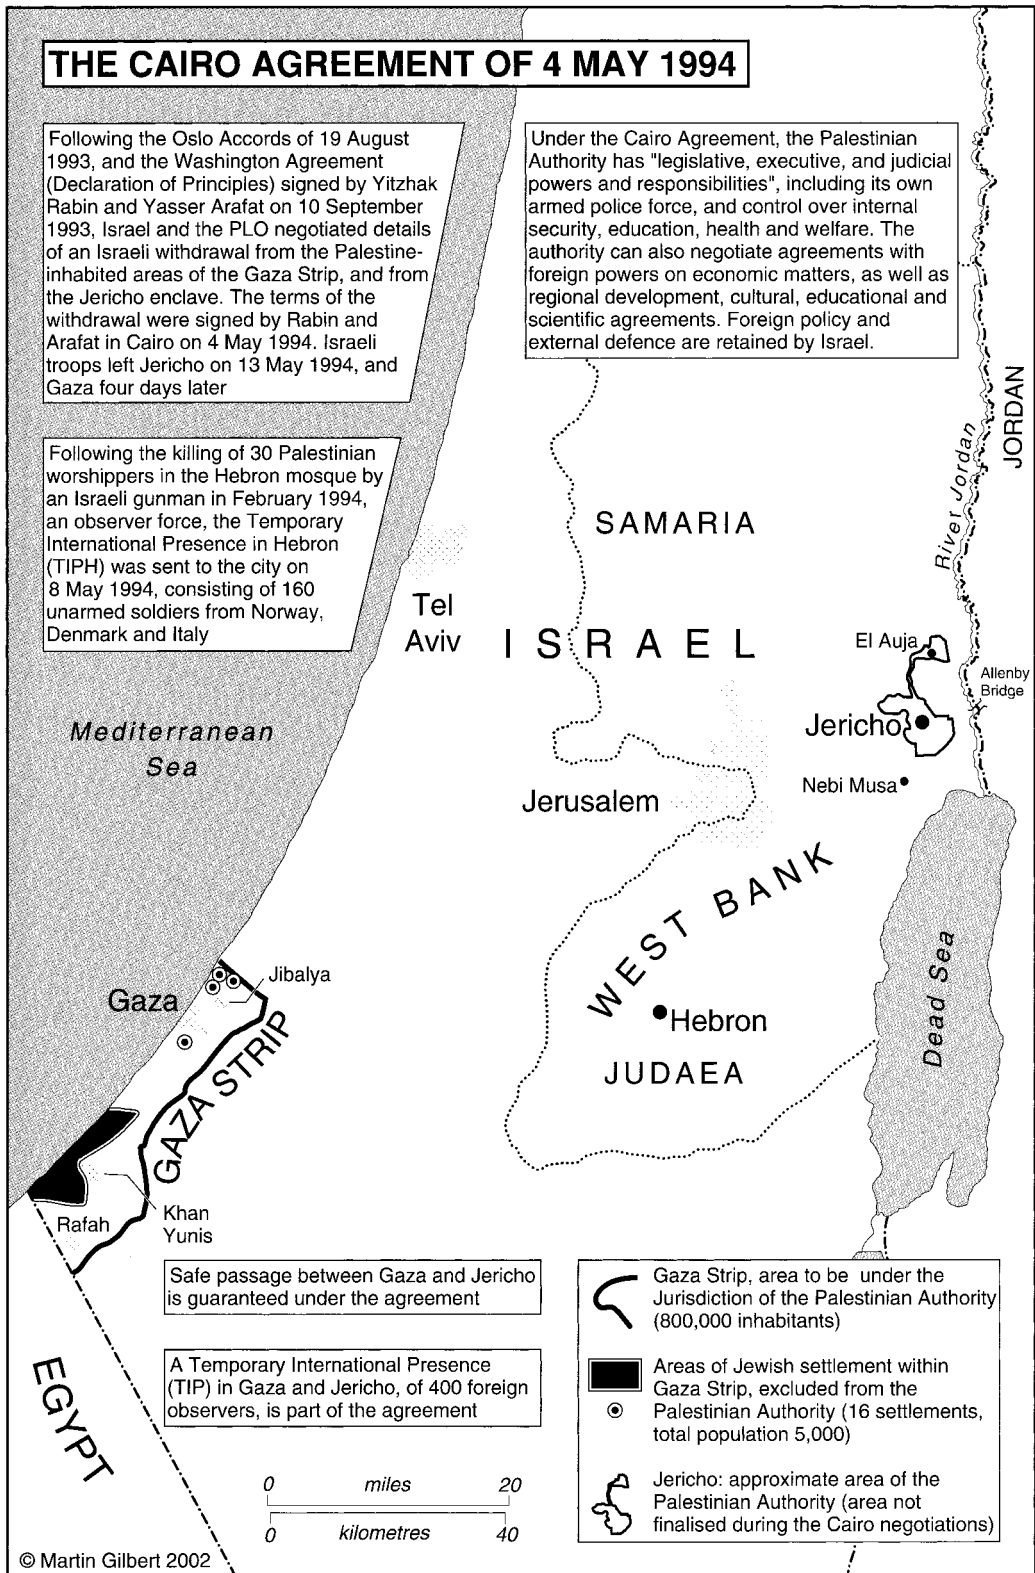 THE CAIRO AGREEMENT OF 4 MAY 1994
Following the Oslo Accords of 19 August
1993, and the Washington Agreement
(Declaration of Principles) signed by Yitzhak
Rabin and Yasser Arafat on 10 September
1993, Israel and the PLO negotiated details
of an Israeli withdrawal from the Palestine-
inhabited areas of the Gaza Strip, and from
the Jericho enclave. The terms of the
withdrawal were signed by Rabin and
Arafat in Cairo on 4 May 1994. Israeli
troops left Jericho on 13 May 1994, and
Gaza four days later
Under the Cairo Agreement, the Palestinian
Authority has "legislative, executive, and judicial
powers and responsibilities", including its own
armed police force, and control over internal
security, education, health and welfare. The
authority can also negotiate agreements with
foreign powers on economic matters, as well as
regional development, cultural, educational and
scientific agreements. Foreign policy and
external defence are retained by Israel.
Following the killing of 30 Palestinian
worshippers in the Hebron mosque by
an Israeli gunman in February 1994,
an observer force, the Temporary
International Presence in Hebron
(TIPH) was sent to the city on
8 May 1994, consisting of 160
unarmed soldiers from Norway,
Denmark and Italy
JORDAN
River Jordan
SAMARIA
Tel
Aviv
ISRAEL
El Auja
Allenby
Bridge
Jericho
Mediterranean
Sea
Nebi Musa
Jerusalem
WEST BANK
Dead Sea
Jibalya
Gaza
Hebron
GAZA STRIP
JUDAEA
Khan
Yunis
Rafah
EGYPT
Safe passage between Gaza and Jericho
is guaranteed under the agreement
A Temporary International Presence
(TIP) in Gaza and Jericho, of 400 foreign
observers, is part of the agreement
Gaza Strip, area to be under the
Jurisdiction of the Palestinian Authority
(800,000 inhabitants)
Areas of Jewish settlement within
Gaza Strip, excluded from the
Palestinian Authority (16 settlements,
total population 5,000)
Jericho: approximate area of the
Palestinian Authority (area not
finalised during the Cairo negotiations)
0 miles 20
0 kilometres 40
© Martin Gilbert 2002